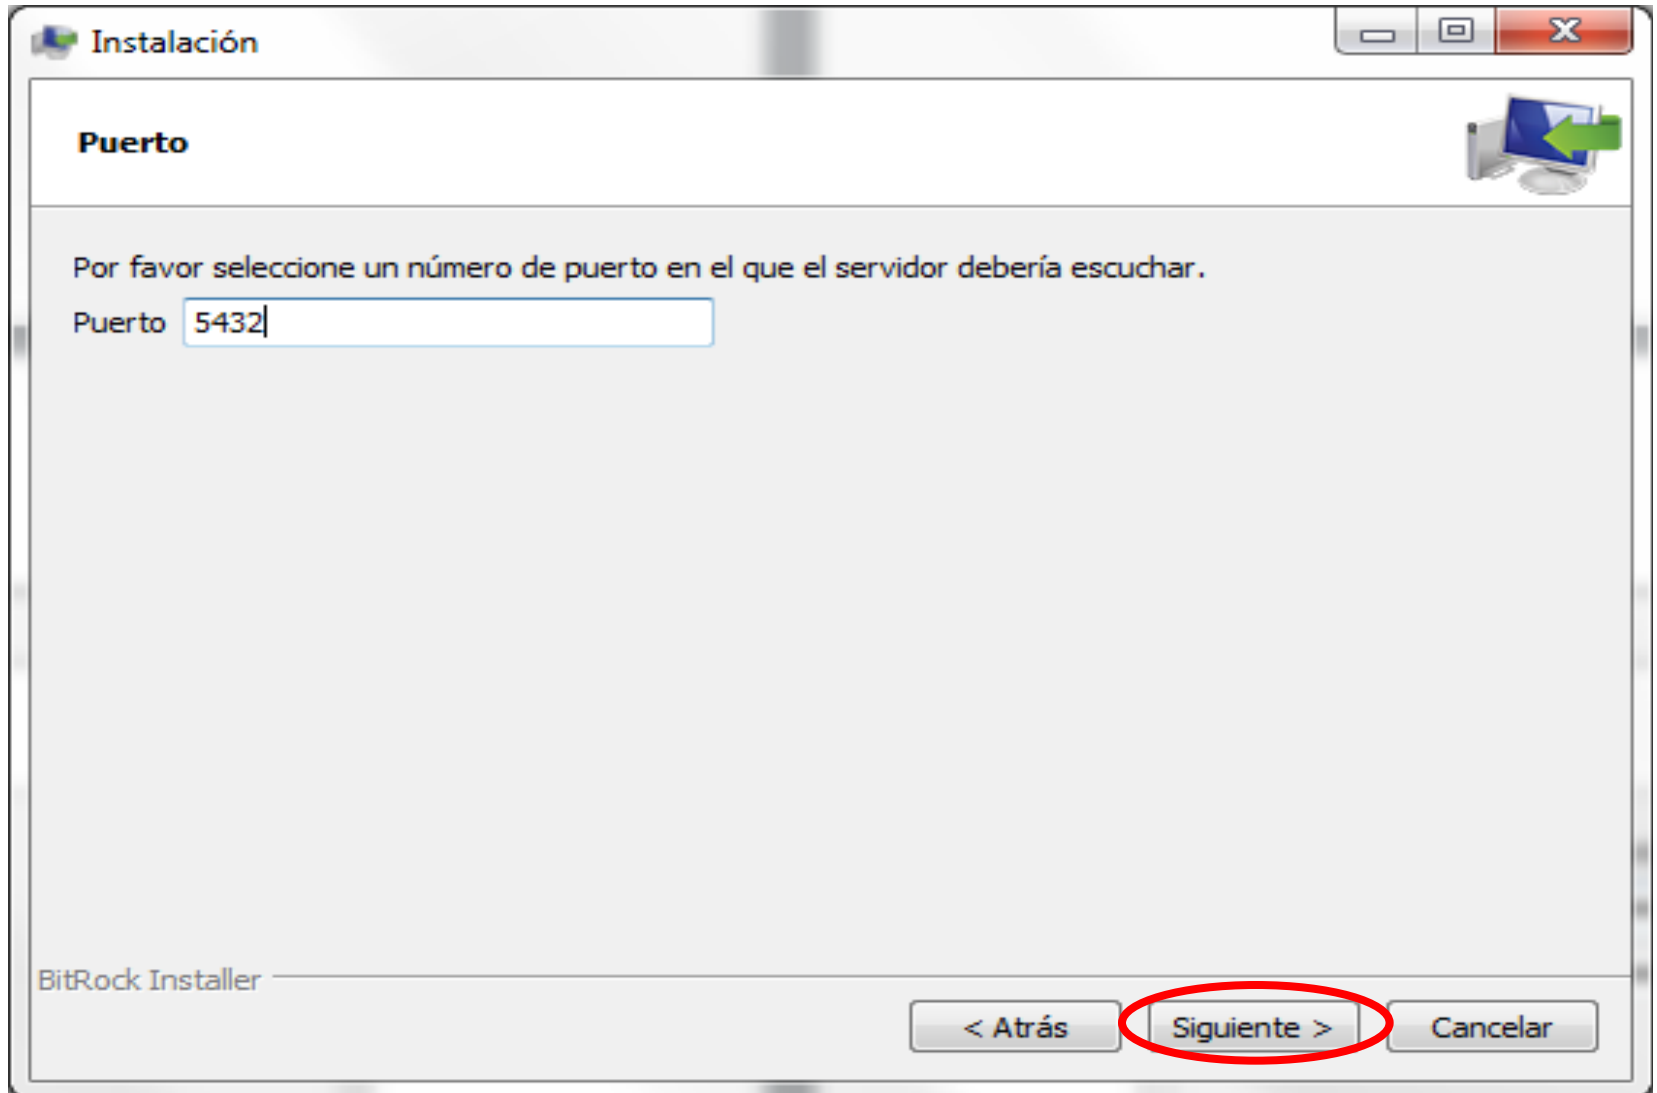 Instalación
Puerto
Por favor seleccione un número de puerto en el que el servidor debería escuchar.
Puerto 5432
BitRock Installer
< Atrás Siguiente > Cancelar